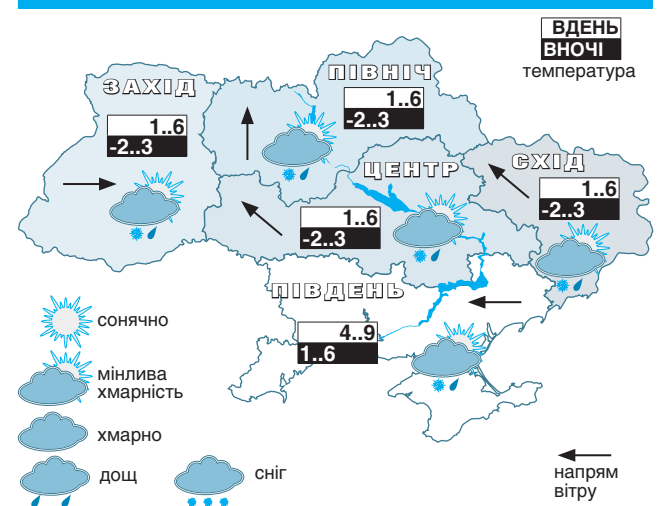 ВДЕНЬ
ВНОЧІ
температура
ЗАХІД
1..6
-2..3
ПІВНІЧ
1..6
-2..3
ЦЕНТР
1..6
-2..3
СХІД
1..6
-2..3
ПІВДЕНЬ
4..9
1..6
сонячно
мінлива
хмарність
хмарно
дощ
сніг
напрям
вітру